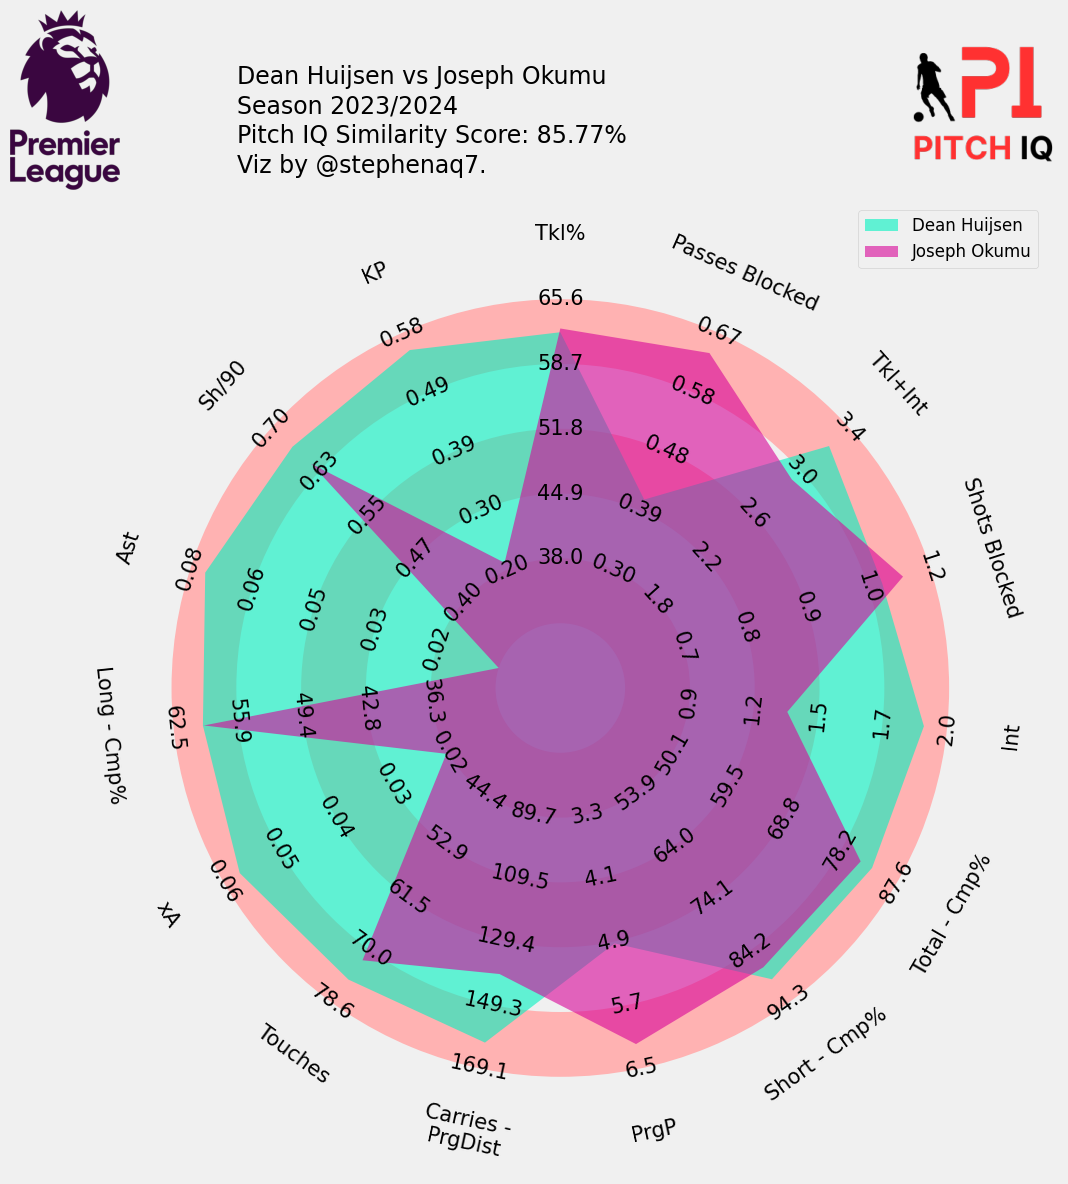 Premier
League
Dean Huijsen vs Joseph Okumu
Season 2023/2024
Pitch IQ Similarity Score: 85.77%
Viz by @stephenaq7.
PI
PITCH IQ
Dean Huijsen
Joseph Okumu
Tkl%
65.6
58.7
51.8
44.9
38.0
Passes Blocked
0.67
0.58
0.48
0.39
0.30
Tkl+Int
3.4
3.0
2.6
2.2
1.8
Shots Blocked
1.2
1.0
0.9
0.8
0.7
Int
2.0
1.7
1.5
1.2
0.9
Total - Cmp%
87.6
78.2
68.8
59.5
50.1
Short - Cmp%
94.3
84.2
74.1
64.0
53.9
PrgP
6.5
5.7
4.9
4.1
3.3
Carries -
PrgDist
169.1
149.3
129.4
109.5
89.7
Touches
78.6
70.0
61.5
52.9
44.4
xA
0.06
0.05
0.04
0.03
0.02
Long - Cmp%
62.5
55.9
49.4
42.8
36.3
Ast
0.08
0.06
0.05
0.03
0.02
Sh/90
0.70
0.63
0.55
0.47
0.40
KP
0.58
0.49
0.39
0.30
0.20